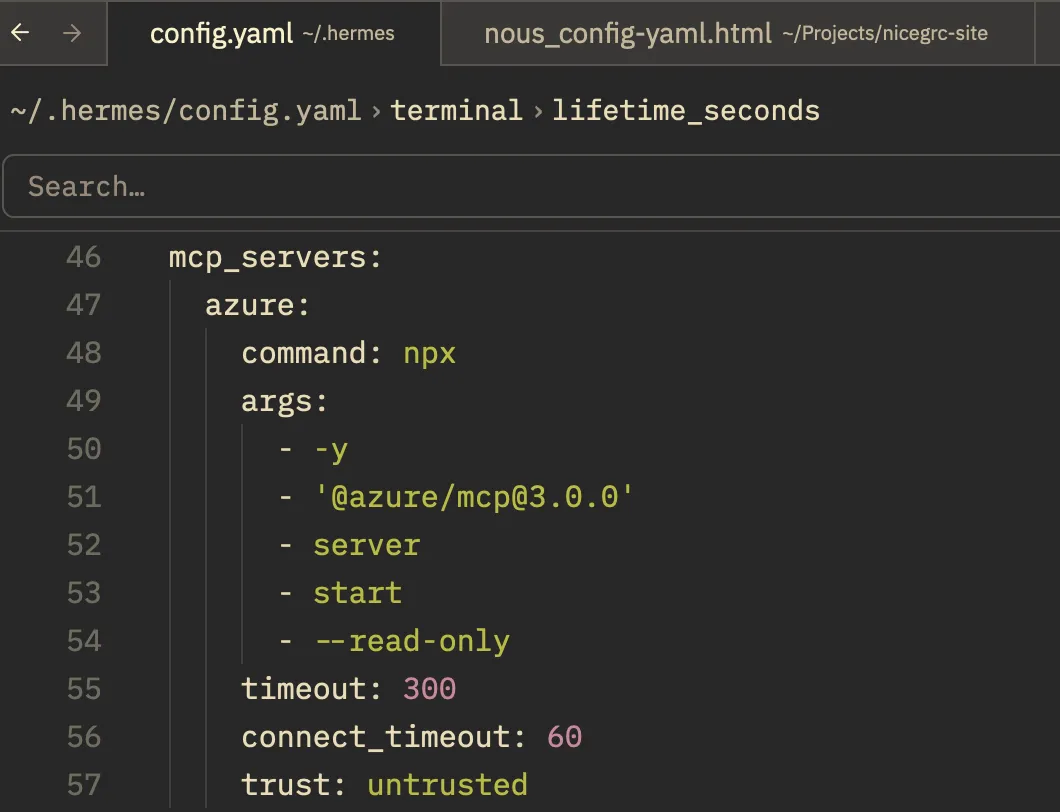 ← → config.yaml ~/.hermes nous_config-yaml.html ~/Projects/nicegrc-site
~/.hermes/config.yaml › terminal › lifetime_seconds
Search…
46 mcp_servers:
47 azure:
48 command: npx
49 args:
50 - -y
51 - '@azure/mcp@3.0.0'
52 - server
53 - start
54 - --read-only
55 timeout: 300
56 connect_timeout: 60
57 trust: untrusted